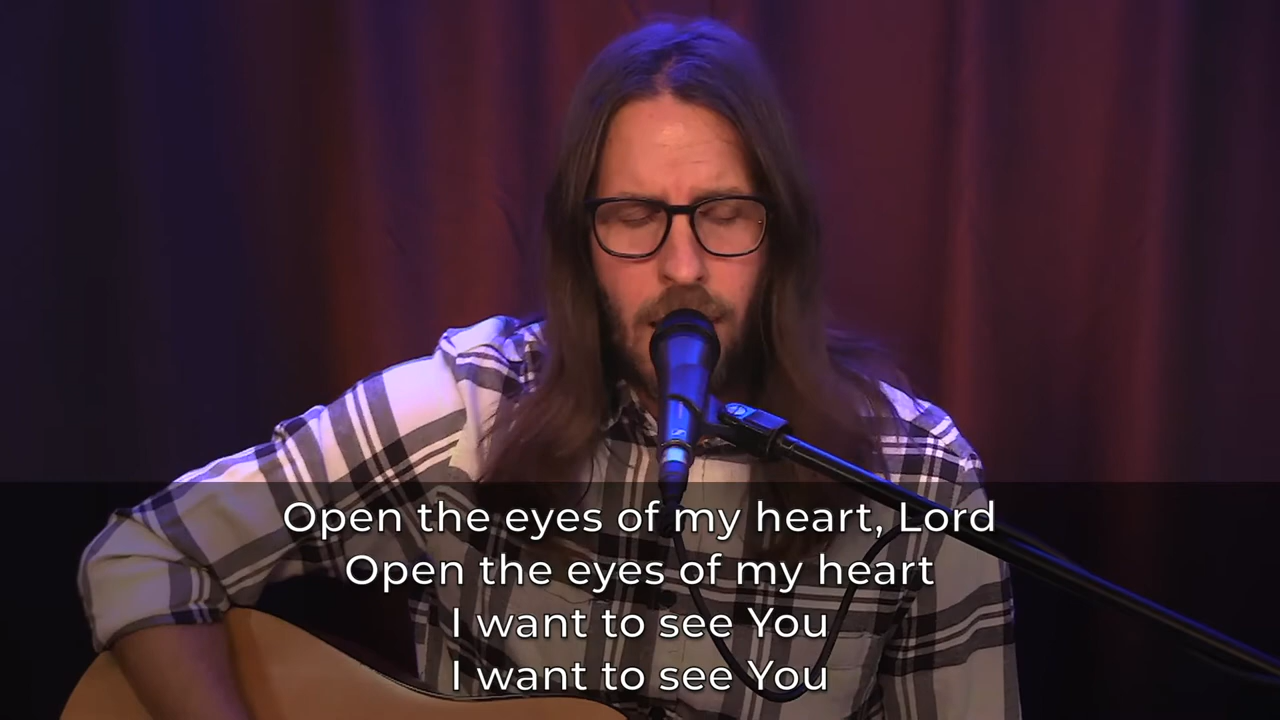 Open the eyes of my heart, Lord
Open the eyes of my heart
I want to see You
I want to see You